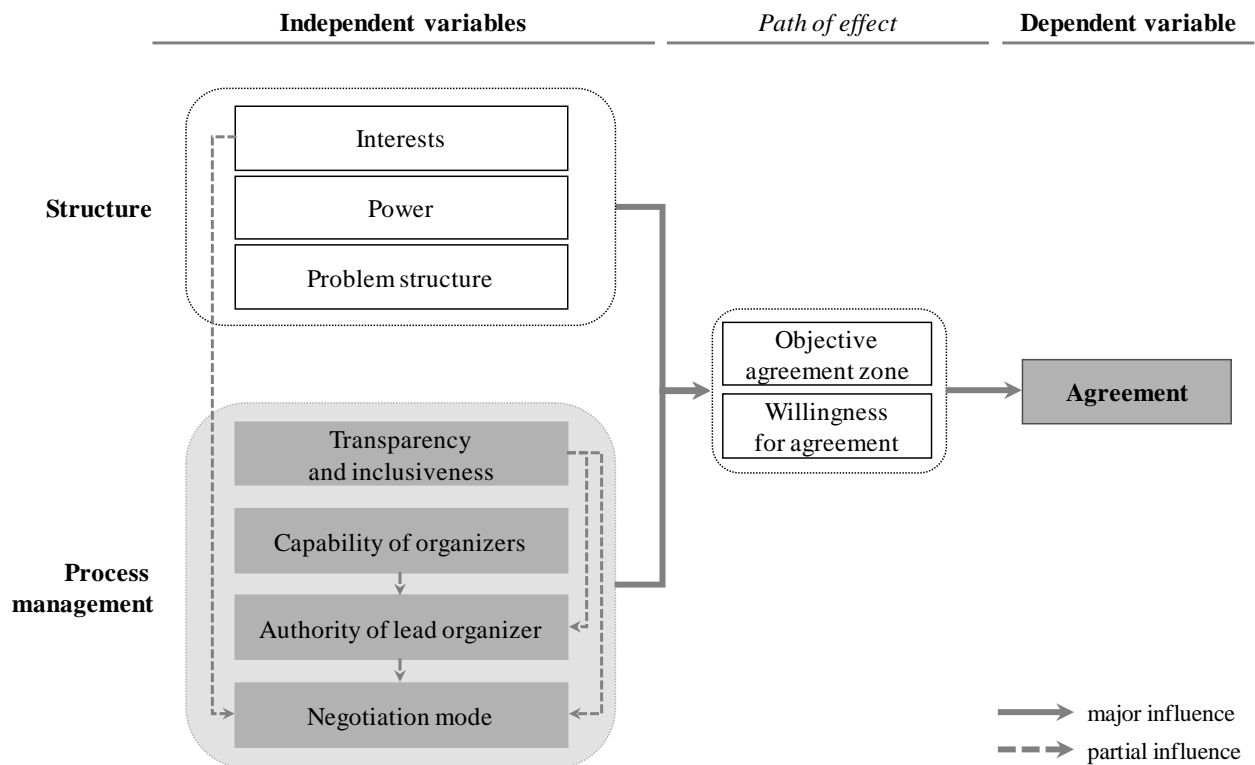 Independent variables
Path of effect
Dependent variable
Structure
Interests
Power
Problem structure
Objective
agreement zone
Willingness
for agreement
Agreement
Process
management
Transparency
and inclusiveness
Capability of organizers
Authority of lead organizer
Negotiation mode
major influence
partial influence